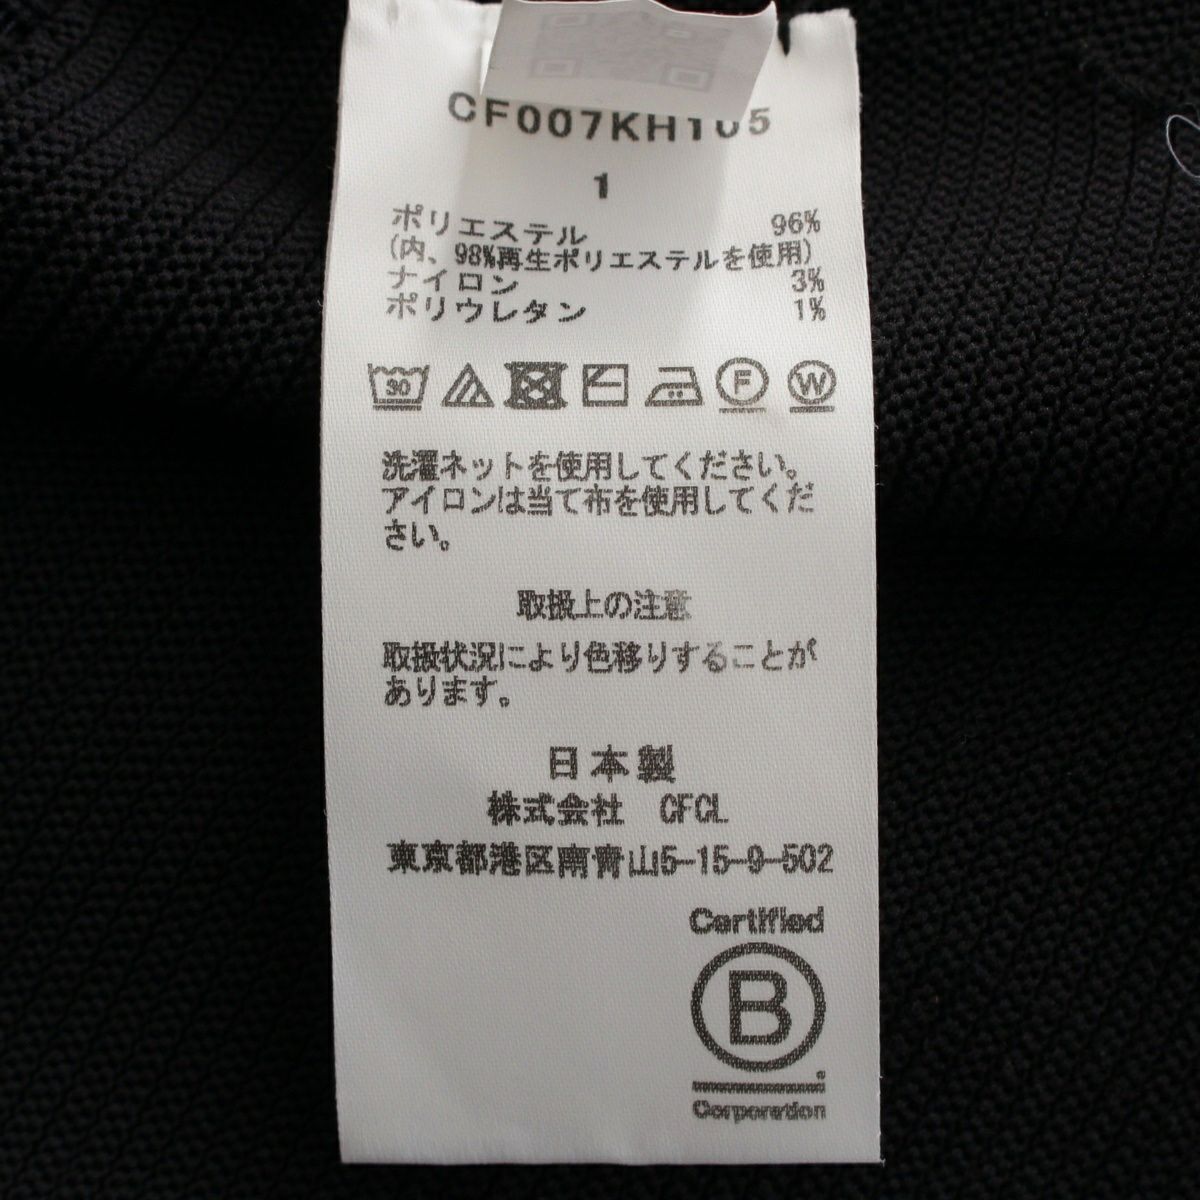 CF007KH105
1
ポリエステル 96%
(内、98%再生ポリエステルを使用)
ナイロン 3%
ポリウレタン 1%
30 F W
洗濯ネットを使用してください。
アイロンは当て布を使用してくだ
さい。
取扱上の注意
取扱状況により色移りすることが
あります。
日本製
株式会社 CFCL
東京都港区南青山5-15-9-502
Certified
B
Corporation